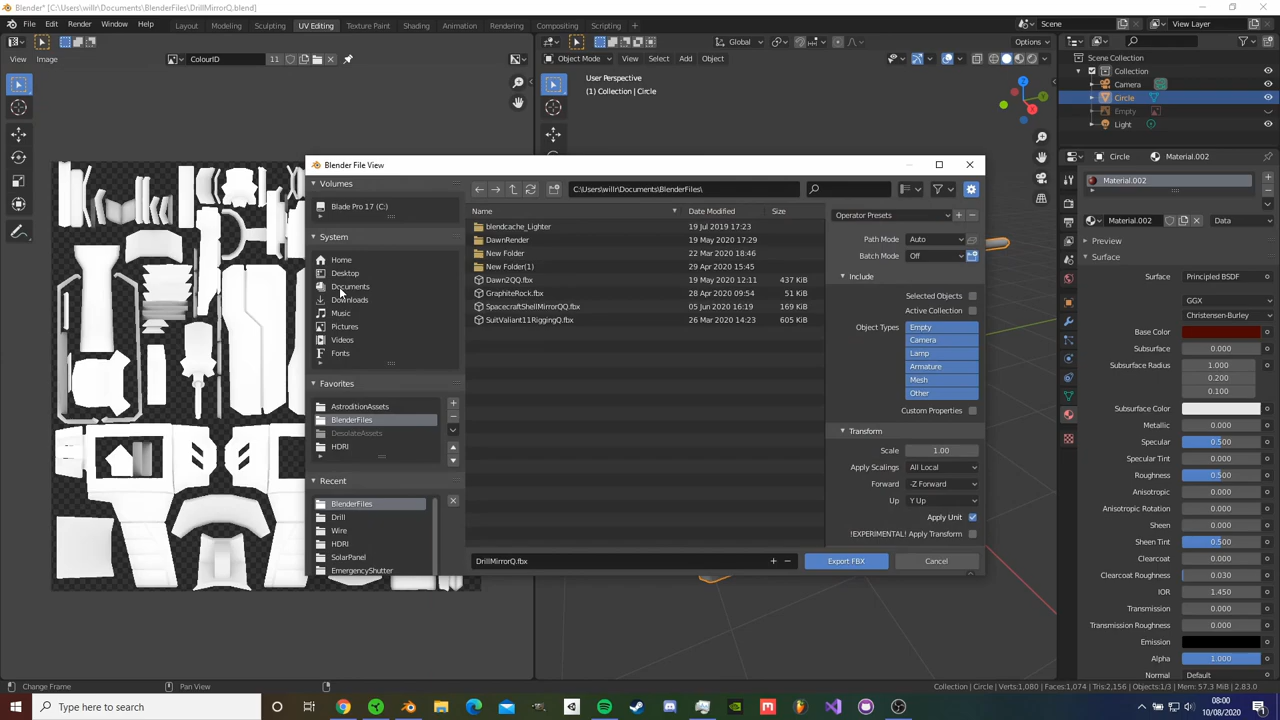 Blender* [C:\Users\willr\Documents\BlenderFiles\DrillMirrorQ.blend]
File Edit Render Window Help Layout Modeling Sculpting UV Editing Texture Paint Shading Animation Rendering Compositing Scripting Scene View Layer
View Image ColourID 11 Object Mode View Select Add Object Global Options
User Perspective
(1) Collection | Circle
Scene Collection
Collection
Camera
Circle
Empty
Light
Circle Material.002
Material.002
Material.002 Data
Preview
Surface
Surface Principled BSDF
GGX
Christensen-Burley
Base Color
Subsurface 0.000
Subsurface Radius 1.000
0.200
0.100
Subsurface Color
Metallic 0.000
Specular 0.500
Specular Tint 0.000
Roughness 0.500
Anisotropic 0.000
Anisotropic Rotation 0.000
Sheen 0.000
Sheen Tint 0.500
Clearcoat 0.000
Clearcoat Roughness 0.030
IOR 1.450
Transmission 0.000
Transmission Roughness 0.000
Emission
Alpha 1.000
Normal Default
Blender File View
Volumes
Blade Pro 17 (C:)
System
Home
Desktop
Documents
Downloads
Music
Pictures
Videos
Fonts
Favorites
AstroditionAssets
BlenderFiles
DesolateAssets
HDRI
Recent
BlenderFiles
Drill
Wire
HDRI
SolarPanel
EmergencyShutter
C:\Users\willr\Documents\BlenderFiles\
Name Date Modified Size
blendcache_Lighter 19 Jul 2019 17:23
DawnRender 19 May 2020 17:29
New Folder 22 Mar 2020 18:46
New Folder(1) 29 Apr 2020 15:45
Dawn2QQ.fbx 19 May 2020 12:11 437 KiB
GraphiteRock.fbx 28 Apr 2020 09:54 51 KiB
SpacecraftShellMirrorQQ.fbx 05 Jun 2020 16:19 169 KiB
SuitValiant11RiggingQ.fbx 26 Mar 2020 14:23 605 KiB
Operator Presets
Path Mode Auto
Batch Mode Off
Include
Selected Objects
Active Collection
Object Types Empty
Camera
Lamp
Armature
Mesh
Other
Custom Properties
Transform
Scale 1.00
Apply Scalings All Local
Forward -Z Forward
Up Y Up
Apply Unit
!EXPERIMENTAL! Apply Transform
DrillMirrorQ.fbx Export FBX Cancel
Change Frame Pan View Collection | Circle | Verts:1,080 | Faces:1,074 | Tris:2,156 | Objects:1/3 | Mem: 57.3 MiB | 2.83.0
Type here to search 08:00
10/08/2020